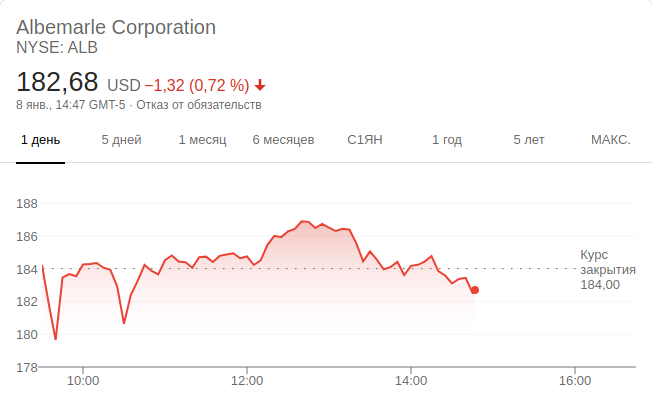 Albemarle Corporation
NYSE: ALB
182,68 USD −1,32 (0,72 %)
8 янв., 14:47 GMT-5 · Отказ от обязательств
1 день 5 дней 1 месяц 6 месяцев С1ЯН 1 год 5 лет МАКС.
188
186
184
182
180
178
Курс
закрытия
184,00
10:00 12:00 14:00 16:00